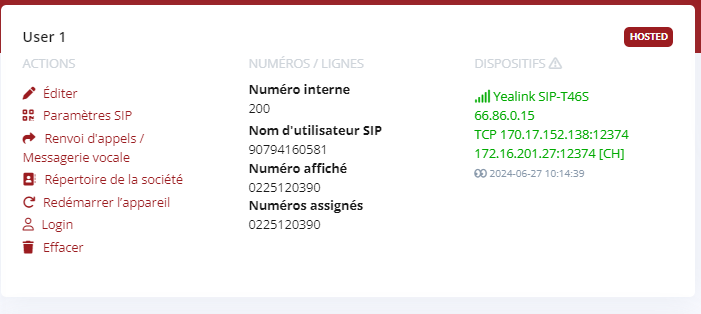 User 1
HOSTED
ACTIONS
Éditer
Paramètres SIP
Renvoi d'appels /
Messagerie vocale
Répertoire de la société
Redémarrer l'appareil
Login
Effacer
NUMÉROS / LIGNES
Numéro interne
200
Nom d'utilisateur SIP
90794160581
Numéro affiché
0225120390
Numéros assignés
0225120390
DISPOSITIFS
Yealink SIP-T46S
66.86.0.15
TCP 170.17.152.138:12374
172.16.201.27:12374 [CH]
2024-06-27 10:14:39